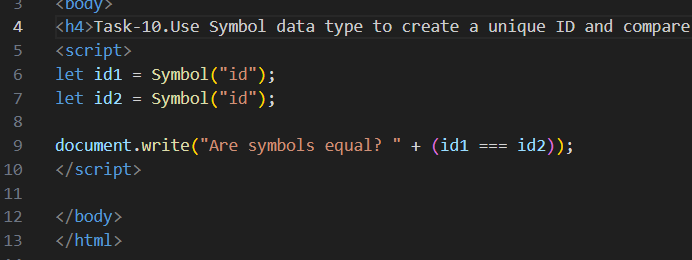 3 <body>
4 <h4>Task-10.Use Symbol data type to create a unique ID and compare
5 <script>
6 let id1 = Symbol("id");
7 let id2 = Symbol("id");
8
9 document.write("Are symbols equal? " + (id1 === id2));
10 </script>
11
12 </body>
13 </html>